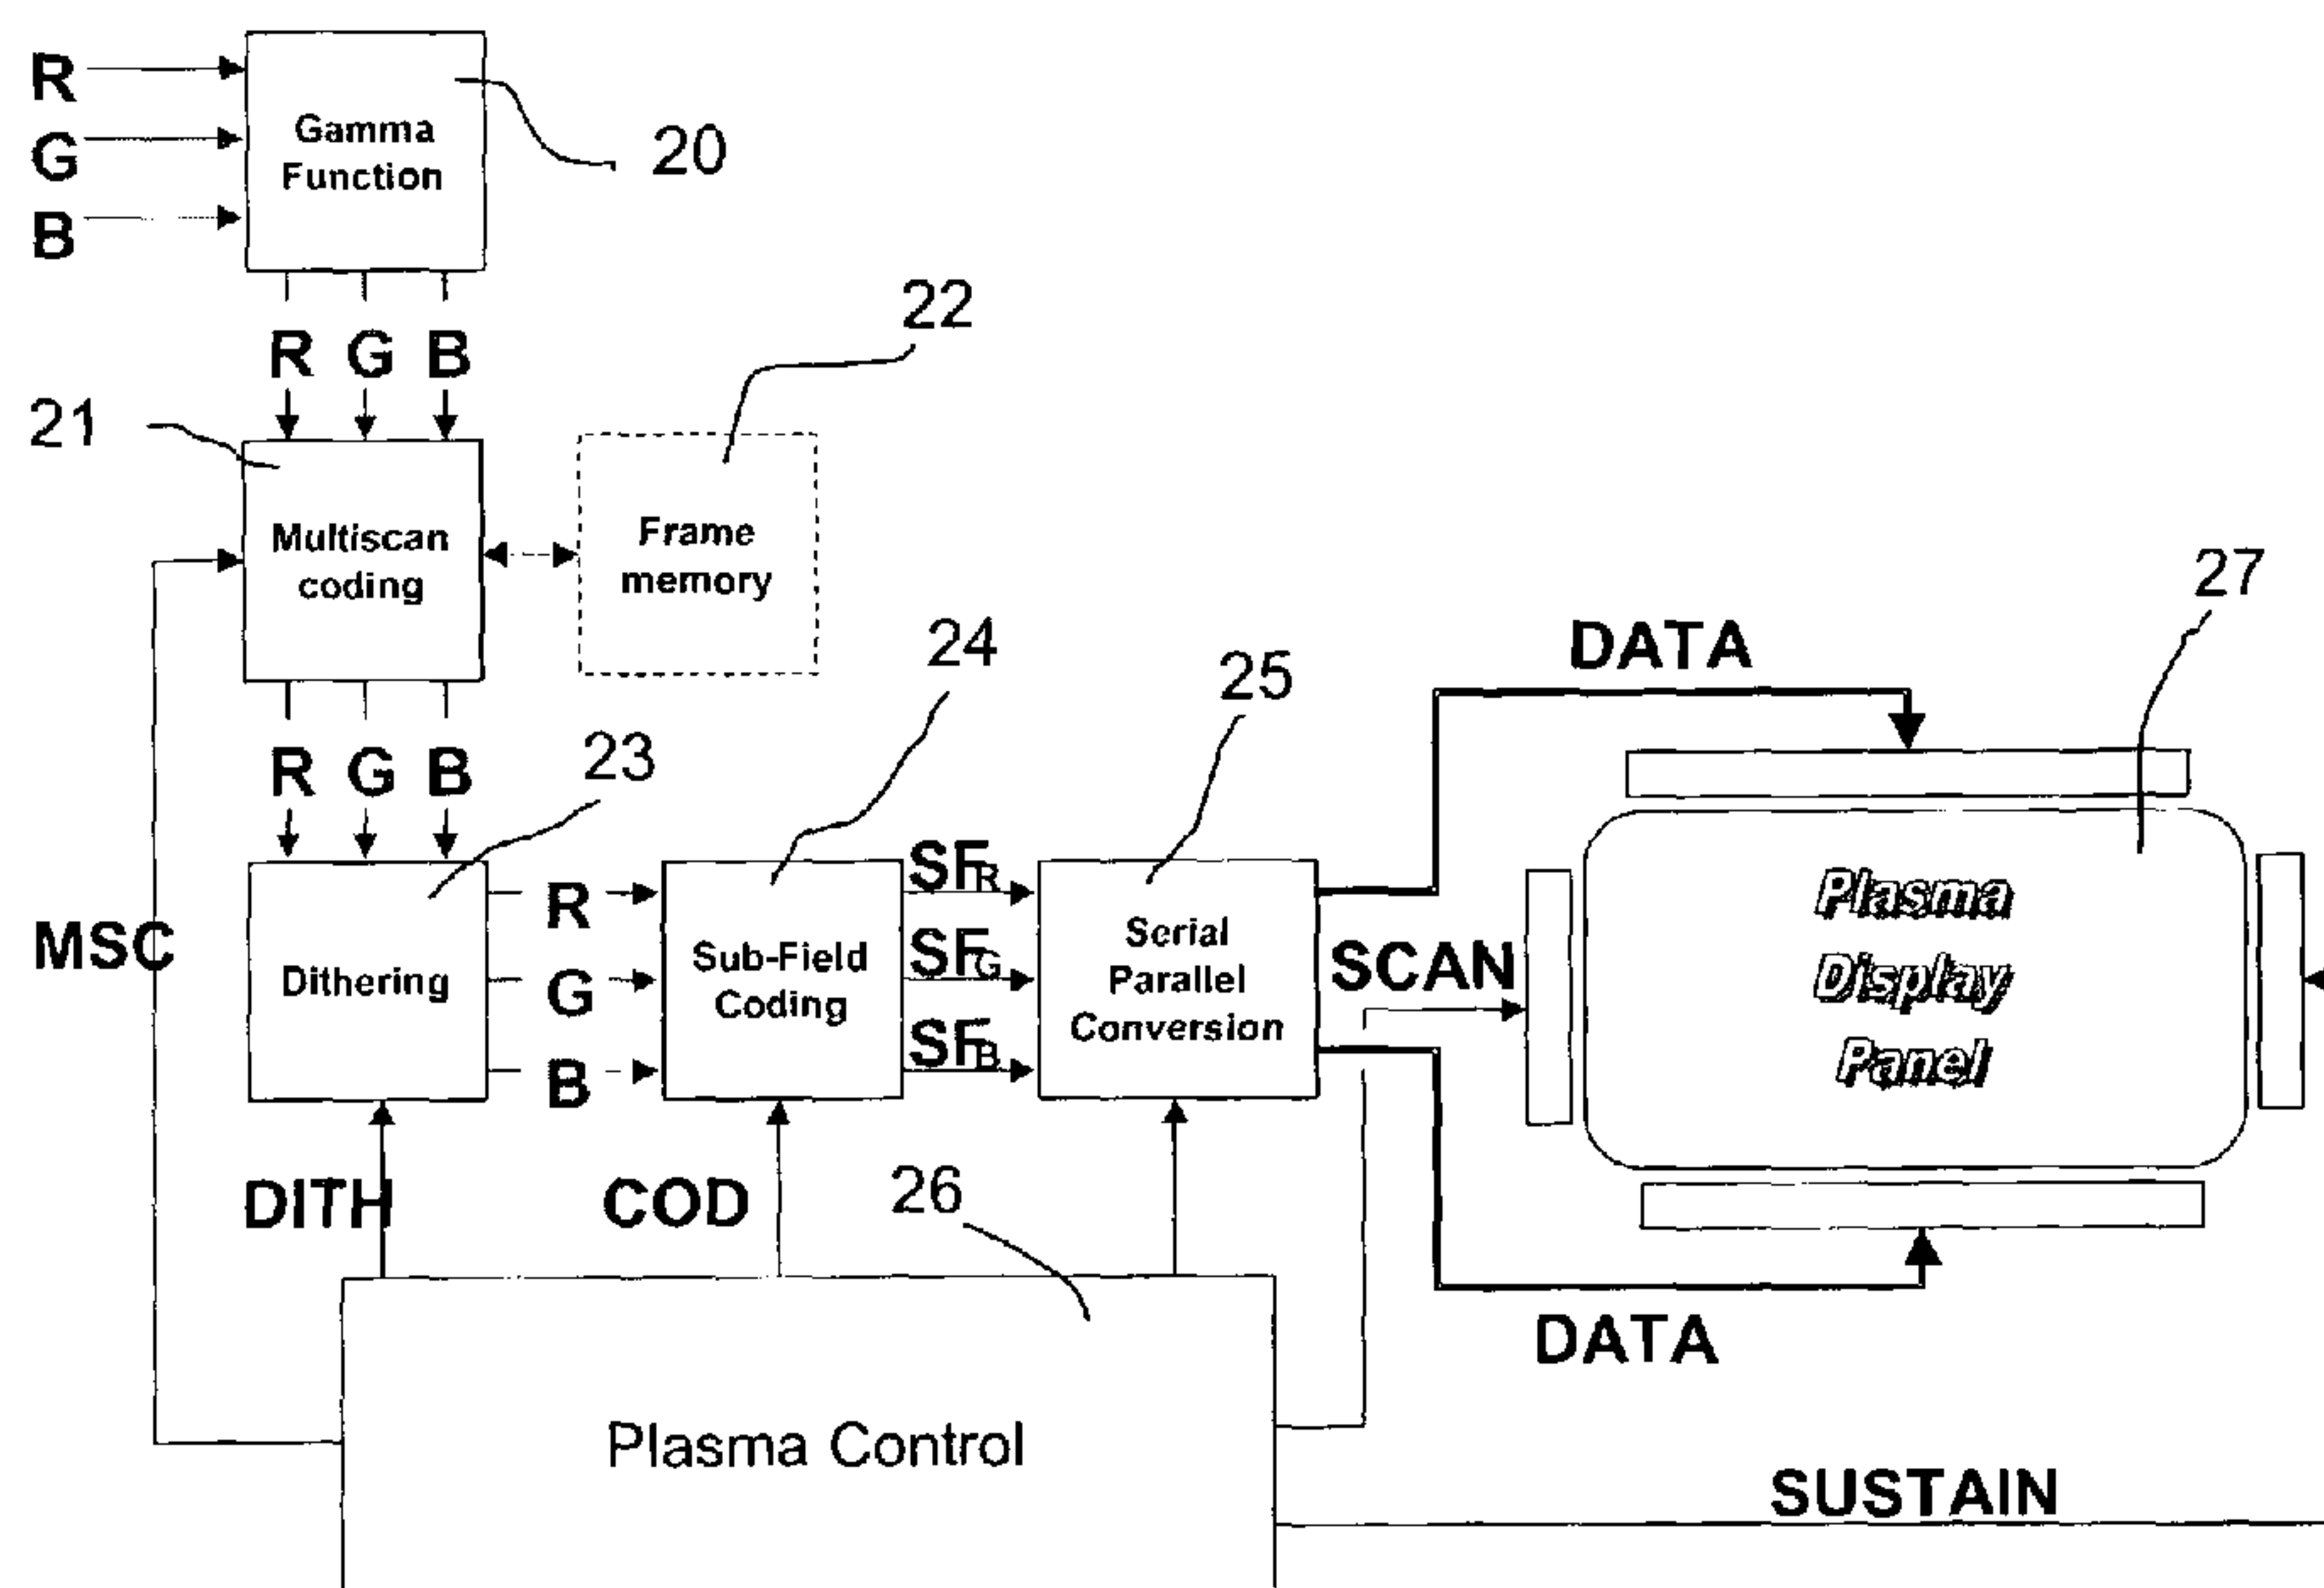 R
G
B
Gamma
Function
20
R G B
22
21
Multiscan
coding
Frame
memory
24
25
27
DATA
R G B
23
MSC
Dithering
R
G
B
Sub-Field
Coding
SFR
SFG
SFB
Serial
Parallel
Conversion
SCAN
Plasma
Display
Panel
DITH
COD
26
DATA
Plasma Control
SUSTAIN